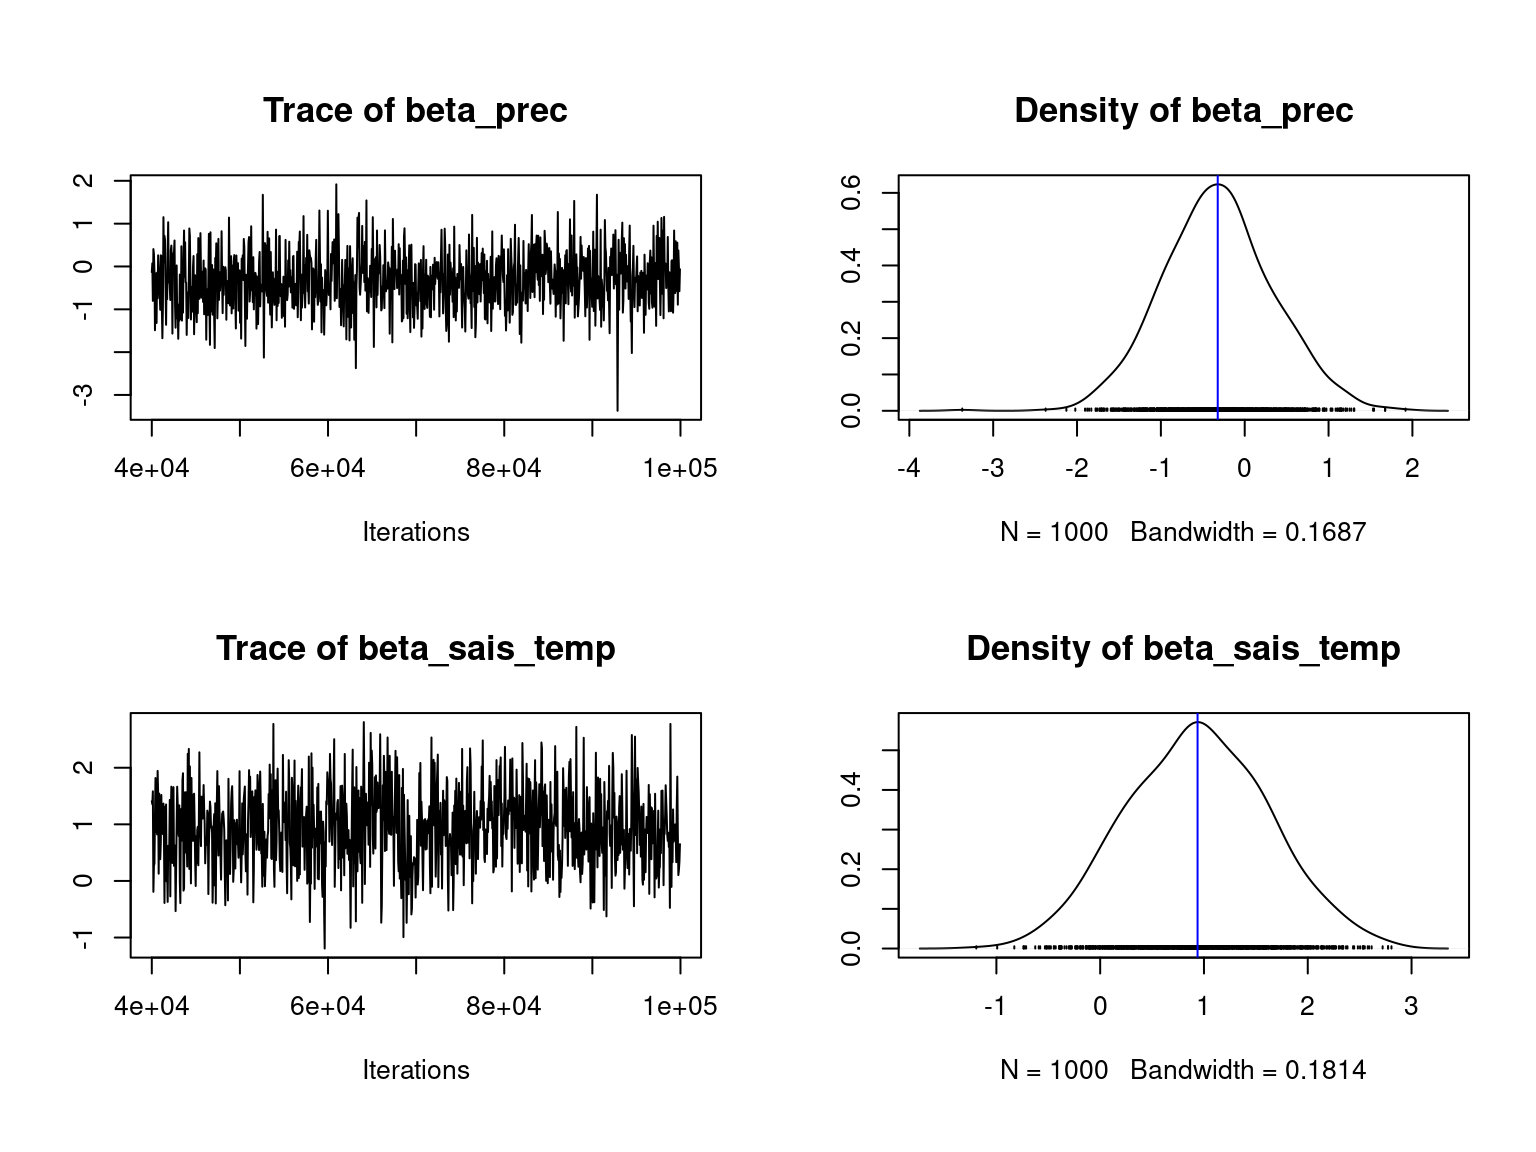 Trace of beta_prec
2
1
0
-1
-3
4e+04 6e+04 8e+04 1e+05
Iterations
Density of beta_prec
0.6
0.4
0.2
0.0
-4 -3 -2 -1 0 1 2
N = 1000 Bandwidth = 0.1687
Trace of beta_sais_temp
2
1
0
-1
4e+04 6e+04 8e+04 1e+05
Iterations
Density of beta_sais_temp
0.4
0.2
0.0
-1 0 1 2 3
N = 1000 Bandwidth = 0.1814